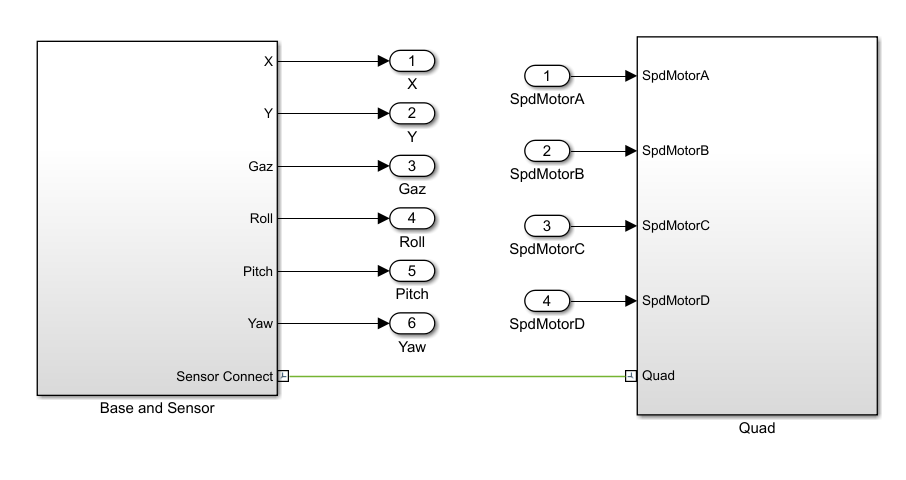 X
1
X
Y
2
Y
Gaz
3
Gaz
Roll
4
Roll
Pitch
5
Pitch
Yaw
6
Yaw
Sensor Connect
Base and Sensor
1
SpdMotorA
SpdMotorA
2
SpdMotorB
SpdMotorB
3
SpdMotorC
SpdMotorC
4
SpdMotorD
SpdMotorD
Quad
Quad